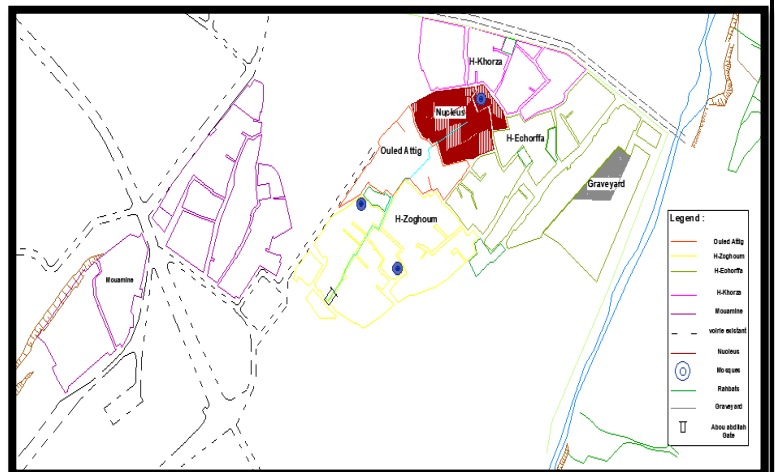 H-Khorza
Nucleus
H-Echorffa
Ouled Attig
Graveyard
H-Zoghoum
Mouamine
Legend :
Ouled Attig
H-Zoghoum
H-Echorffa
H-Khorza
Mouamine
voirie existant
Nucleus
Mosques
Rahbats
Graveyard
Abou abdllah
Gate